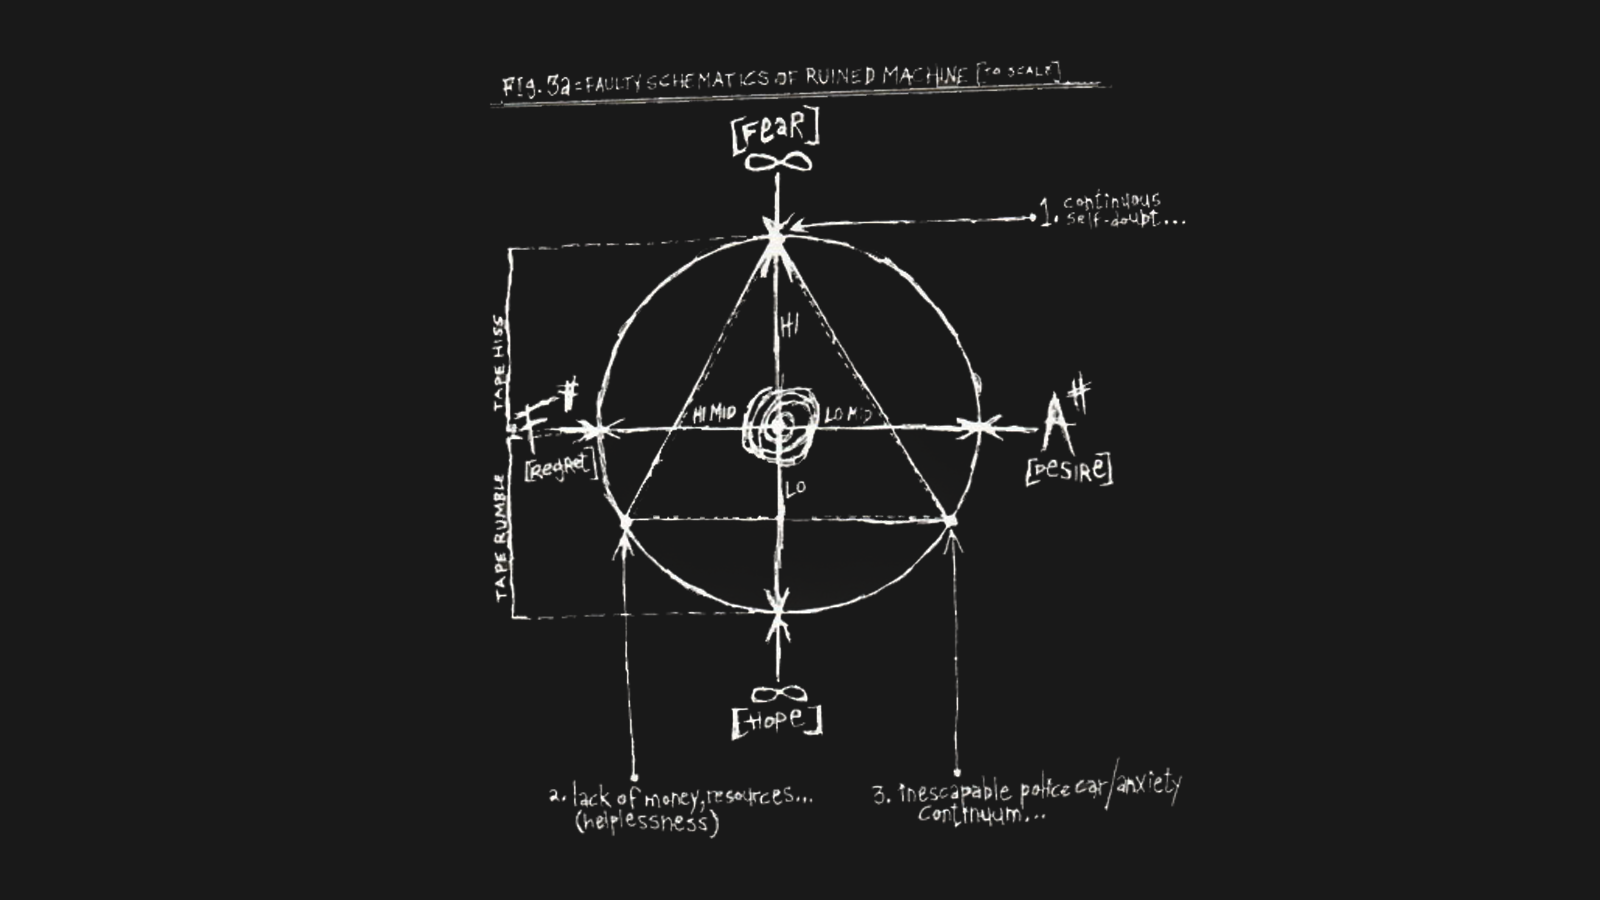 FIg. 3a = FAULTY SCHEMATICS OF RUINED MACHINE [TO SCALE]
[FeaR]
∞
1. continuous
self-doubt...
TAPE HISS
HI
F# 
HI MID
LO MID
A#
[RegRet]
[DESIRe]
TAPE RUMBLE
LO
∞
[Hope]
2. lack of money, resources...
(helplessness)
3. inescapable police car/anxiety
continuum...